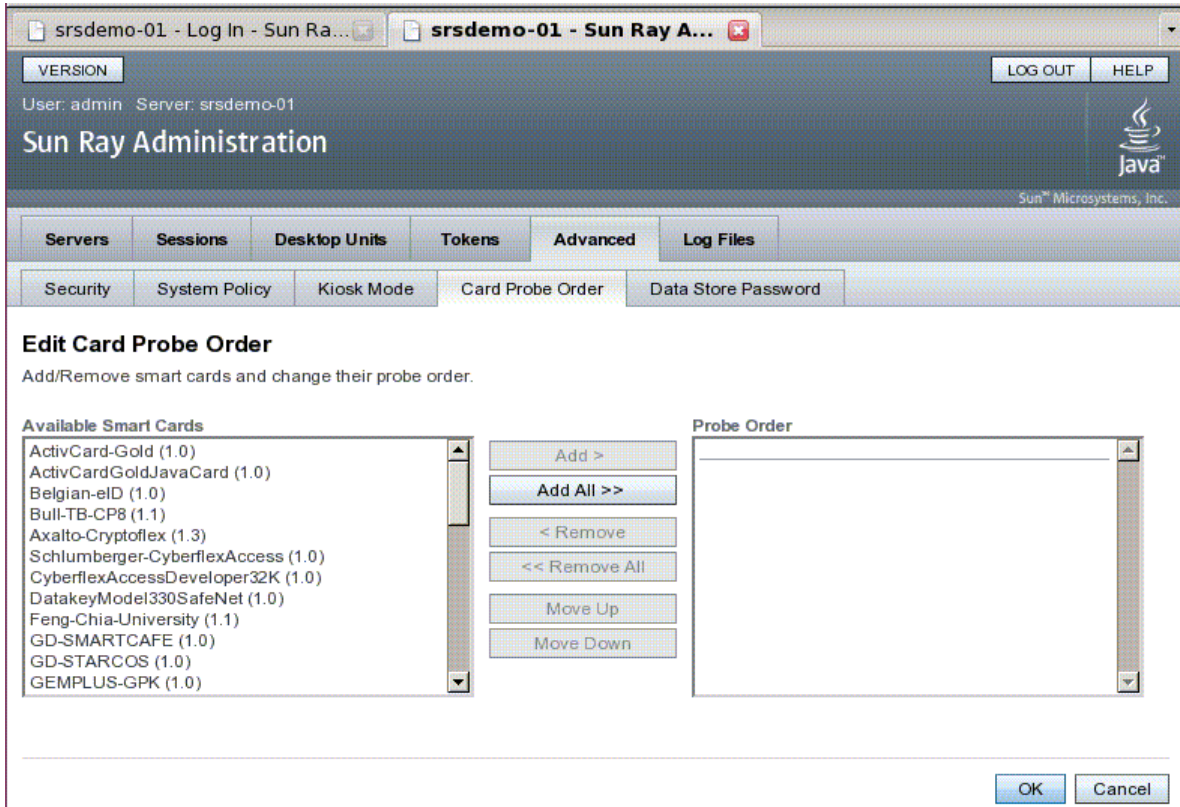 srsdemo-01 - Log In - Sun Ra...
srsdemo-01 - Sun Ray A...
VERSION
LOG OUT
HELP
User: admin Server: srsdemo-01
Sun Ray Administration
Java™
Sun™ Microsystems, Inc.
Servers
Sessions
Desktop Units
Tokens
Advanced
Log Files
Security
System Policy
Kiosk Mode
Card Probe Order
Data Store Password
Edit Card Probe Order
Add/Remove smart cards and change their probe order.
Available Smart Cards
ActivCard-Gold (1.0)
ActivCardGoldJavaCard (1.0)
Belgian-eID (1.0)
Bull-TB-CP8 (1.1)
Axalto-Cryptoflex (1.3)
Schlumberger-CyberflexAccess (1.0)
CyberflexAccessDeveloper32K (1.0)
DatakeyModel330SafeNet (1.0)
Feng-Chia-University (1.1)
GD-SMARTCAFE (1.0)
GD-STARCOS (1.0)
GEMPLUS-GPK (1.0)
Add >
Add All >>
< Remove
<< Remove All
Move Up
Move Down
Probe Order
OK
Cancel